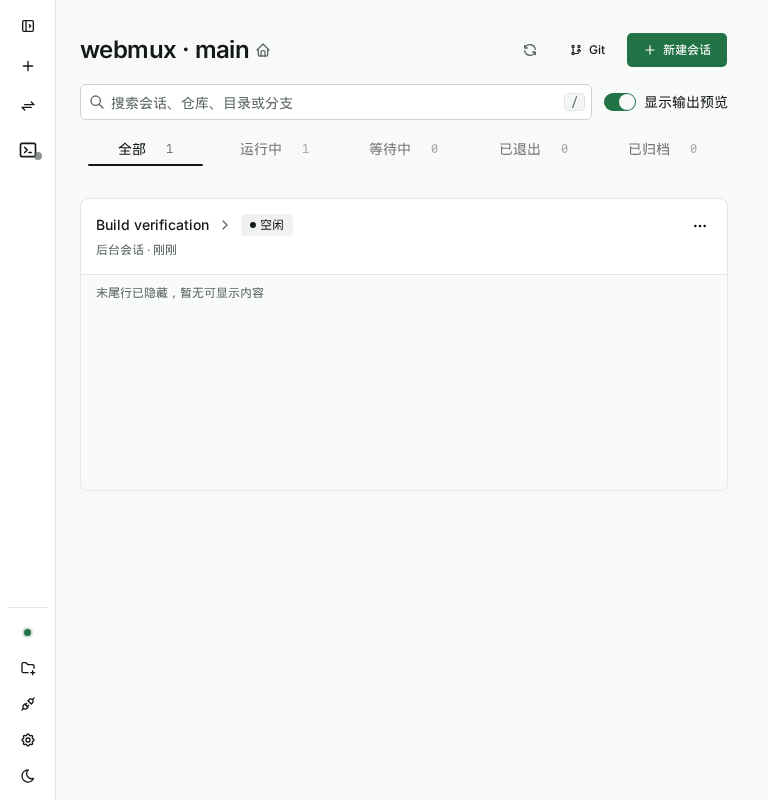 webmux · main
Git
新建会话
搜索会话、仓库、目录或分支
/
显示输出预览
全部 1
运行中 1
等待中 0
已退出 0
已归档 0
Build verification
空闲
后台会话 · 刚刚
末尾行已隐藏，暂无可显示内容